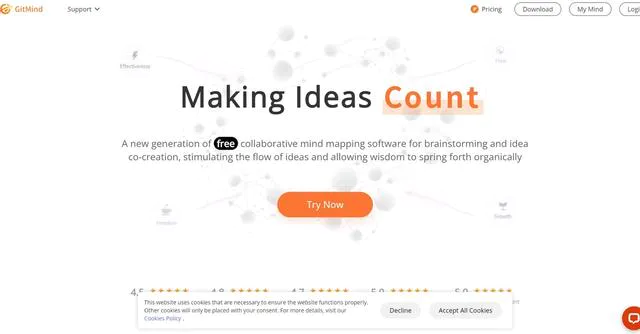 GitMind
Support
Pricing
Download
My Mind
Logi
Effectiveness
Making Ideas Count
A new generation of free collaborative mind mapping software for brainstorming and idea
co-creation, stimulating the flow of ideas and allowing wisdom to spring forth organically
Try Now
Freedom
Growth
4.5 4.8 4.7 5.0 5.0
This website uses cookies that are necessary to ensure the website functions properly.
Other cookies will only be placed with your consent. For more details, visit our
Cookies Policy .
Decline
Accept All Cookies